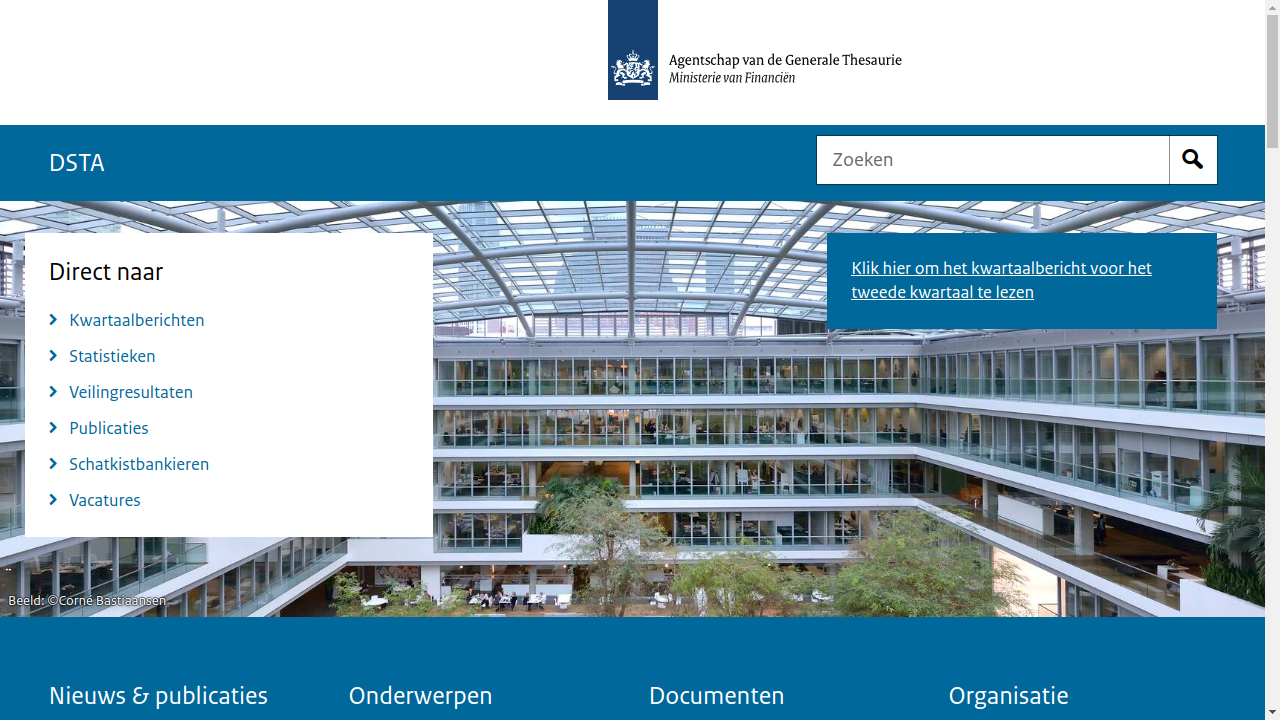 Agentschap van de Generale Thesaurie
Ministerie van Financiën
DSTA
Zoeken
Direct naar
Kwartaalberichten
Statistieken
Veilingresultaten
Publicaties
Schatkistbankieren
Vacatures
Klik hier om het kwartaalbericht voor het
tweede kwartaal te lezen
Beeld: ©Corné Bastiaansen
Nieuws & publicaties
Onderwerpen
Documenten
Organisatie